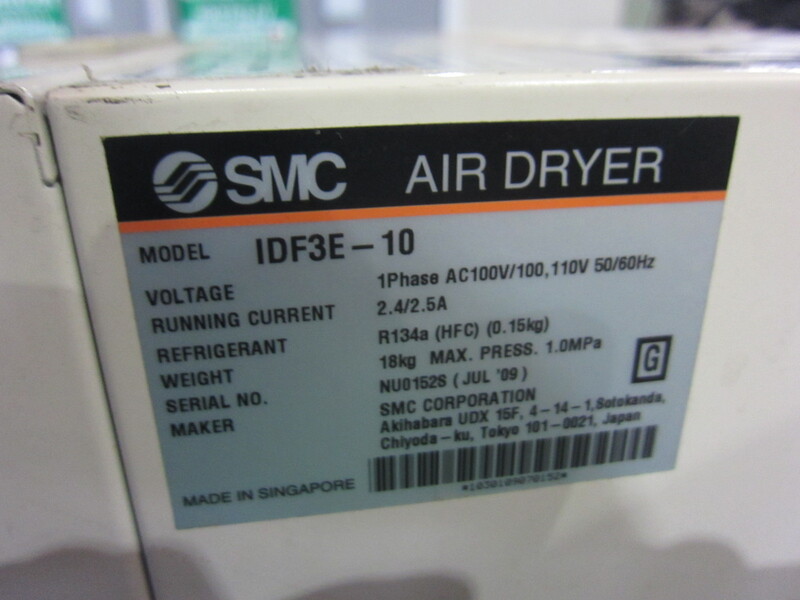 SMC AIR DRYER
MODEL IDF3E-10
VOLTAGE 1Phase AC100V/100,110V 50/60Hz
RUNNING CURRENT 2.4/2.5A
REFRIGERANT R134a (HFC) (0.15kg)
WEIGHT 18kg MAX. PRESS. 1.0MPa
SERIAL NO. NU0152S (JUL '09)
MAKER SMC CORPORATION
Akihabara UDX 15F, 4-14-1, Sotokanda,
Chiyoda-ku, Tokyo 101-0021, Japan
G
MADE IN SINGAPORE
*1030109070152*